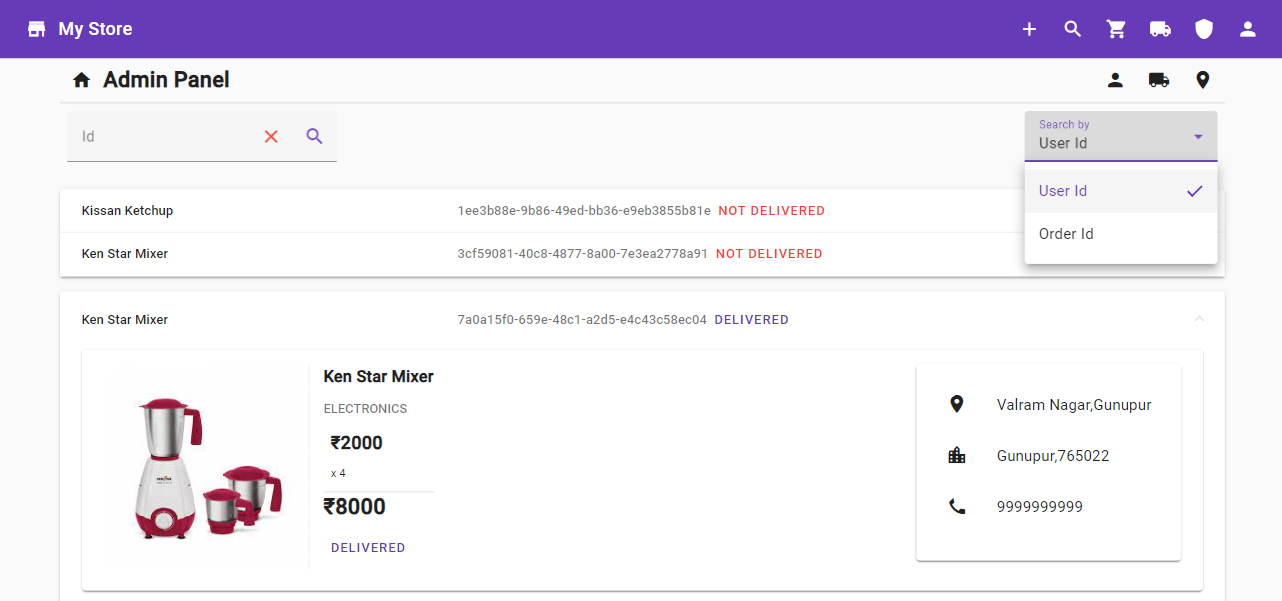 My Store
Admin Panel
Id
Search by
User Id
User Id
Order Id
Kissan Ketchup 1ee3b88e-9b86-49ed-bb36-e9eb3855b81e NOT DELIVERED
Ken Star Mixer 3cf59081-40c8-4877-8a00-7e3ea2778a91 NOT DELIVERED
Ken Star Mixer 7a0a15f0-659e-48c1-a2d5-e4c43c58ec04 DELIVERED
Ken Star Mixer
ELECTRONICS
₹2000
x 4
₹8000
DELIVERED
Valram Nagar,Gunupur
Gunupur,765022
9999999999